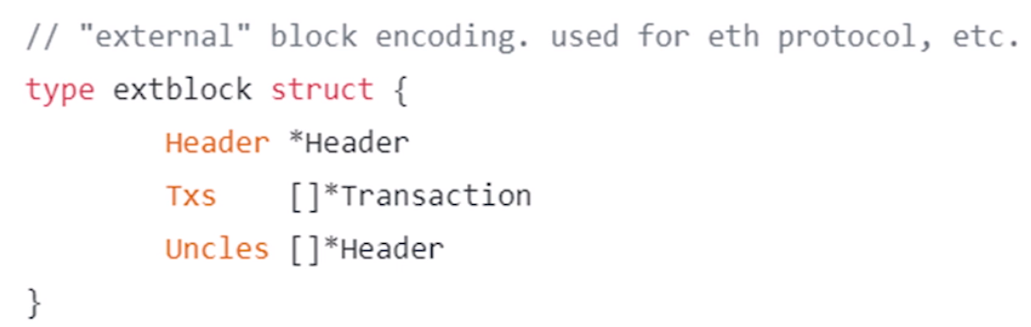 // "external" block encoding. used for eth protocol, etc.
type extblock struct {
Header *Header
Txs []*Transaction
Uncles []*Header
}